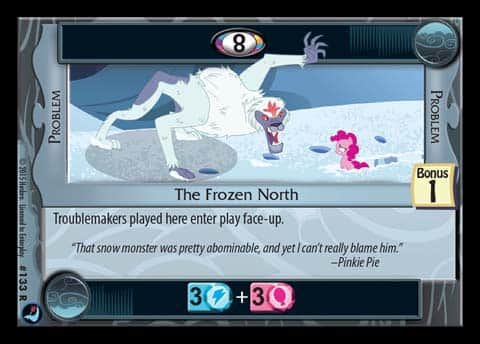 8
PROBLEM
PROBLEM
The Frozen North
Bonus
1
Troublemakers played here enter play face-up.
"That snow monster was pretty abominable, and yet I can't really blame him."
–Pinkie Pie
3 + 3
© 2015 Hasbro. Licensed to Enterplay.
#133 R